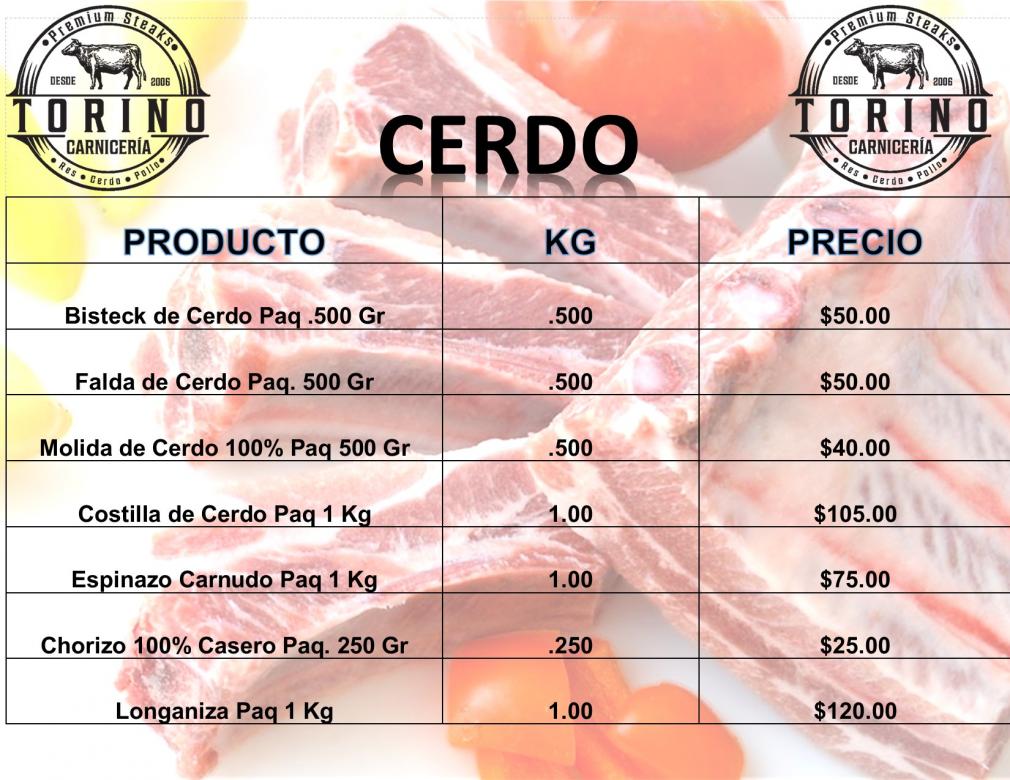 Premium Steaks
DESDE 2006
TORINO
CARNICERÍA
Res • Cerdo • Pollo
CERDO
Premium Steaks
DESDE 2006
TORINO
CARNICERÍA
Res • Cerdo • Pollo
PRODUCTO KG PRECIO
Bisteck de Cerdo Paq .500 Gr .500 $50.00
Falda de Cerdo Paq. 500 Gr .500 $50.00
Molida de Cerdo 100% Paq 500 Gr .500 $40.00
Costilla de Cerdo Paq 1 Kg 1.00 $105.00
Espinazo Carnudo Paq 1 Kg 1.00 $75.00
Chorizo 100% Casero Paq. 250 Gr .250 $25.00
Longaniza Paq 1 Kg 1.00 $120.00